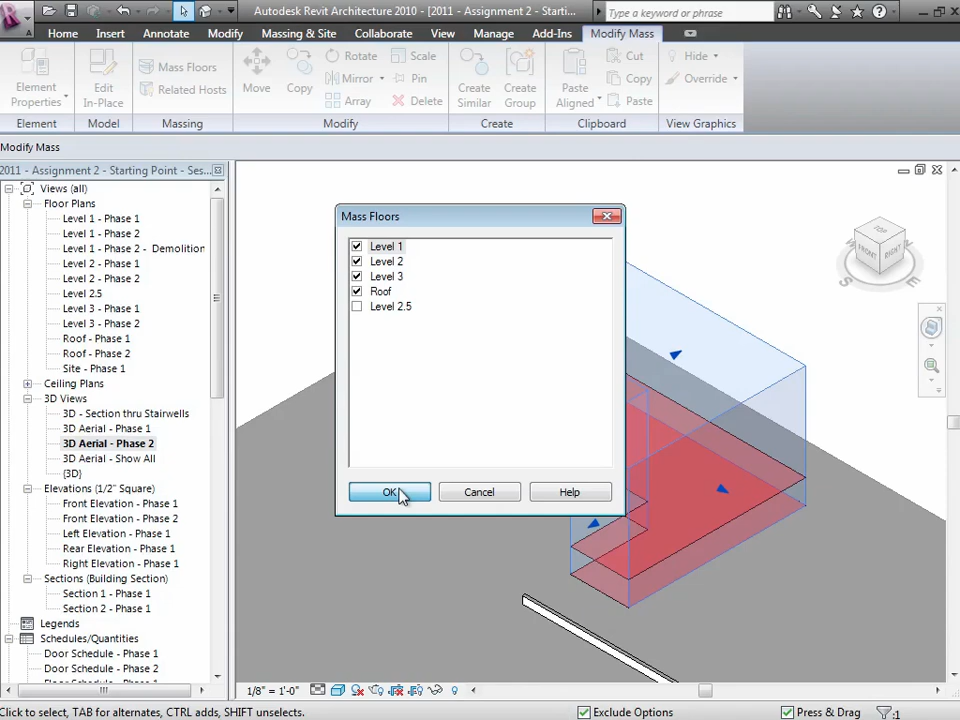 Autodesk Revit Architecture 2010 - [2011 - Assignment 2 - Starti...
Type a keyword or phrase
Home Insert Annotate Modify Massing & Site Collaborate View Manage Add-Ins Modify Mass
Element Properties
Edit In-Place
Mass Floors
Related Hosts
Move
Copy
Rotate
Mirror
Array
Scale
Pin
Delete
Create Similar
Create Group
Paste Aligned
Cut
Copy
Paste
Hide
Override
Element Model Massing Modify Create Clipboard View Graphics
Modify Mass
2011 - Assignment 2 - Starting Point - Ses...
Views (all)
Floor Plans
Level 1 - Phase 1
Level 1 - Phase 2
Level 1 - Phase 2 - Demolition
Level 2 - Phase 1
Level 2 - Phase 2
Level 2.5
Level 3 - Phase 1
Level 3 - Phase 2
Roof - Phase 1
Roof - Phase 2
Site - Phase 1
Ceiling Plans
3D Views
3D - Section thru Stairwells
3D Aerial - Phase 1
3D Aerial - Phase 2
3D Aerial - Show All
{3D}
Elevations (1/2" Square)
Front Elevation - Phase 1
Front Elevation - Phase 2
Left Elevation - Phase 1
Rear Elevation - Phase 1
Right Elevation - Phase 1
Sections (Building Section)
Section 1 - Phase 1
Section 2 - Phase 1
Legends
Schedules/Quantities
Door Schedule - Phase 1
Door Schedule - Phase 2
Mass Floors
Level 1
Level 2
Level 3
Roof
Level 2.5
OK Cancel Help
TOP
FRONT
RIGHT
W
S
E
1/8" = 1'-0"
Click to select, TAB for alternates, CTRL adds, SHIFT unselects.
Exclude Options
Press & Drag
:1